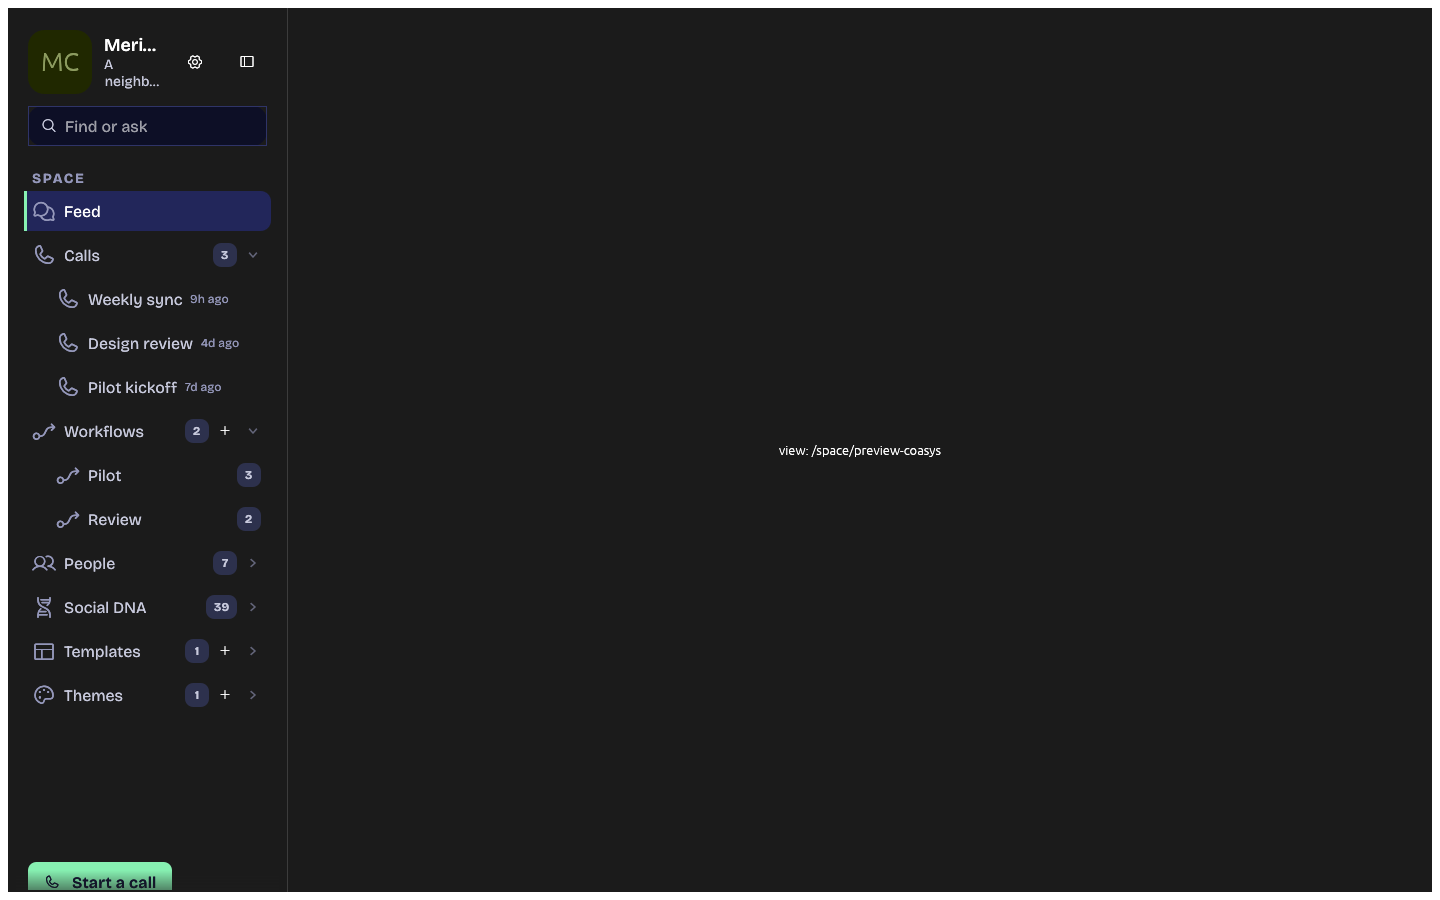 MC
Meri...
A
neighb...
Find or ask
SPACE
Feed
Calls 3
Weekly sync 9h ago
Design review 4d ago
Pilot kickoff 7d ago
Workflows 2 +
Pilot 3
Review 2
People 7
Social DNA 39
Templates 1 +
Themes 1 +
Start a call
view: /space/preview-coasys